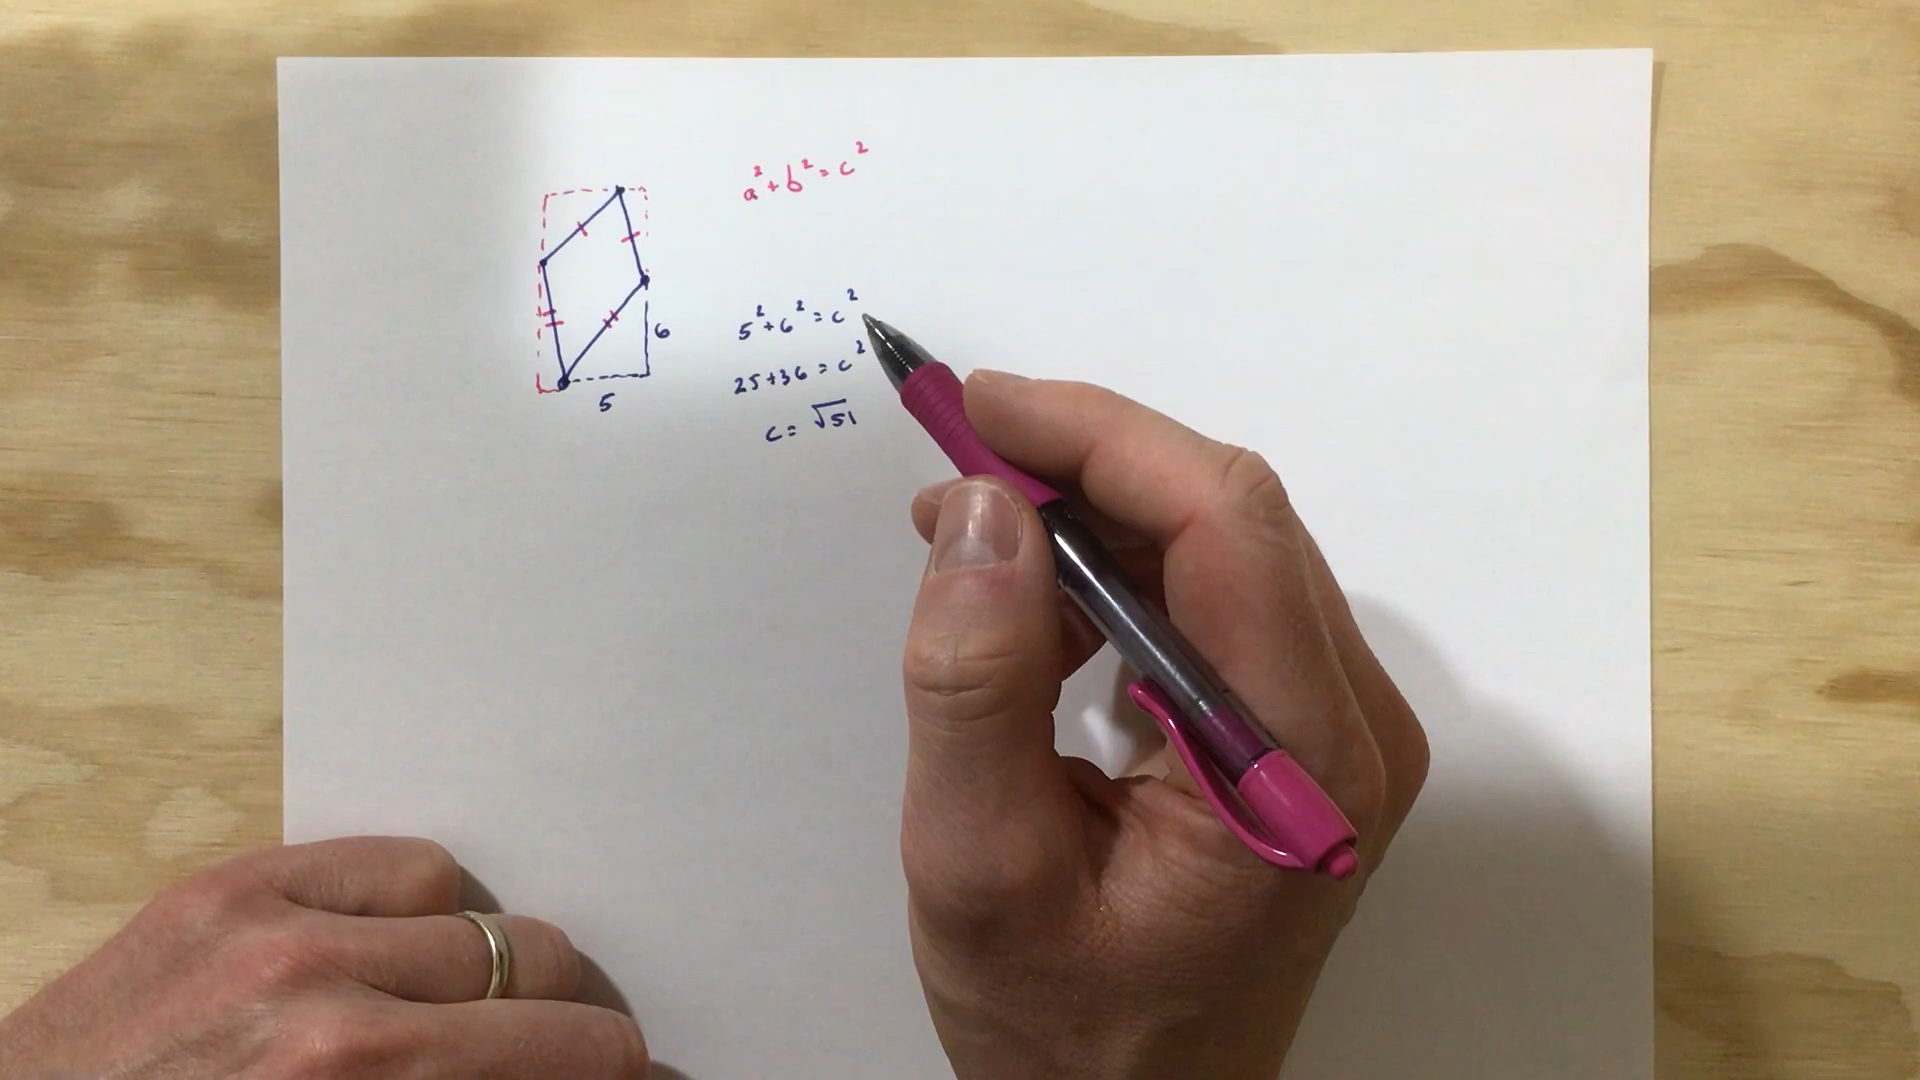 a² + b² = c²
6
5
5² + 6² = c²
25 + 36 = c²
c = √51